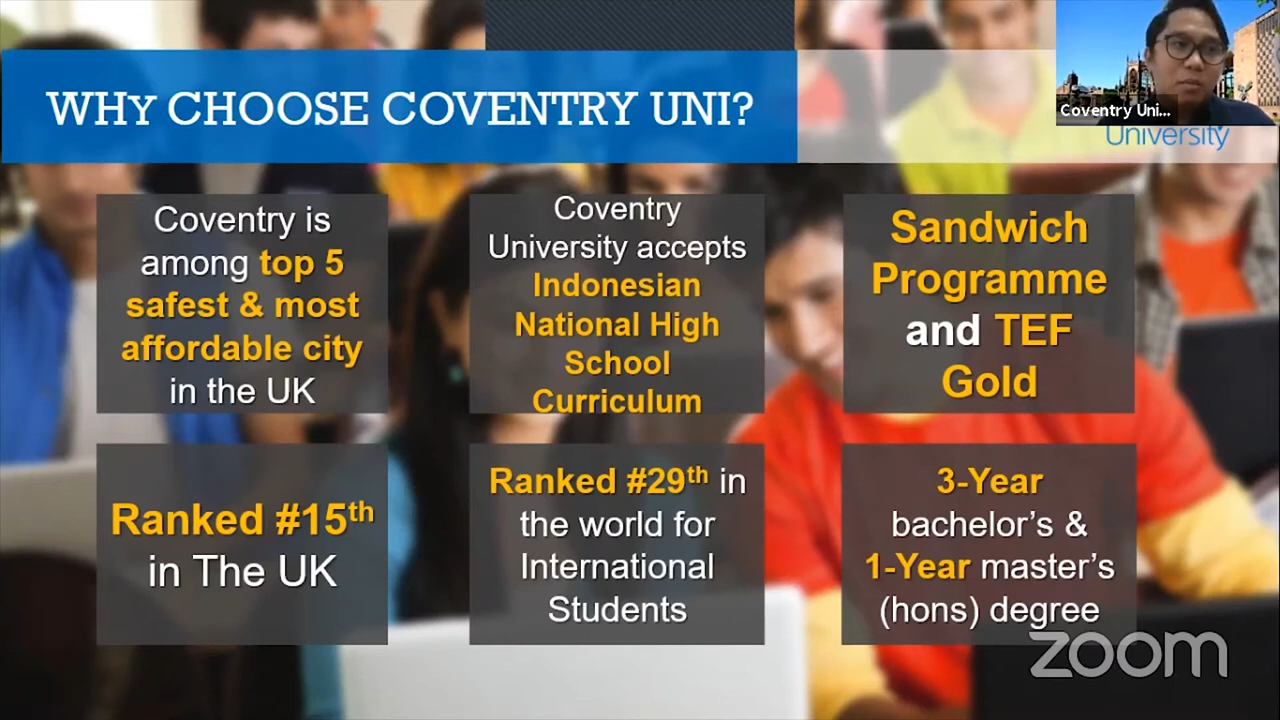 WHY CHOOSE COVENTRY UNI?
Coventry Uni...
University
Coventry is
among top 5
safest & most
affordable city
in the UK
Coventry
University accepts
Indonesian
National High
School
Curriculum
Sandwich
Programme
and TEF
Gold
Ranked #15th
in The UK
Ranked #29th in
the world for
International
Students
3-Year
bachelor’s &
1-Year master’s
(hons) degree
zoom